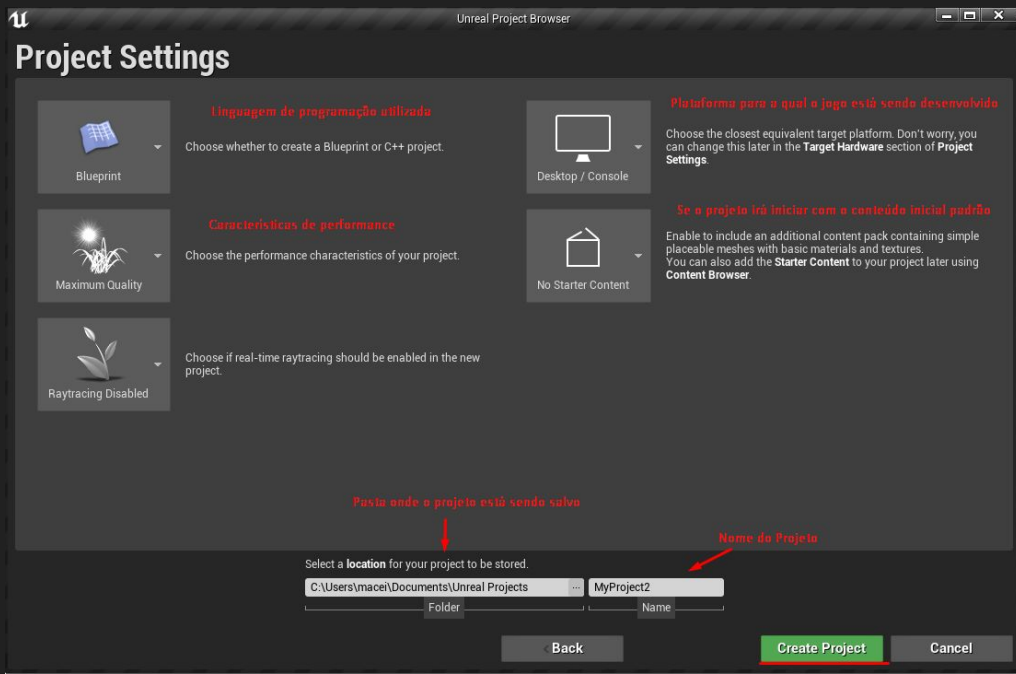 Unreal Project Browser
Project Settings
Linguagem de programação utilizada
Choose whether to create a Blueprint or C++ project.
Blueprint
Plataforma para a qual o jogo está sendo desenvolvido
Choose the closest equivalent target platform. Don't worry, you
can change this later in the Target Hardware section of Project
Settings.
Desktop / Console
Características de performance
Choose the performance characteristics of your project.
Maximum Quality
Se o projeto irá iniciar com o conteúdo inicial padrão
Enable to include an additional content pack containing simple
placeable meshes with basic materials and textures.
You can also add the Starter Content to your project later using
Content Browser.
No Starter Content
Choose if real-time raytracing should be enabled in the new
project.
Raytracing Disabled
Pasta onde o projeto está sendo salvo
Nome do Projeto
Select a location for your project to be stored.
C:\Users\macei\Documents\Unreal Projects ... MyProject2
Folder Name
Back Create Project Cancel